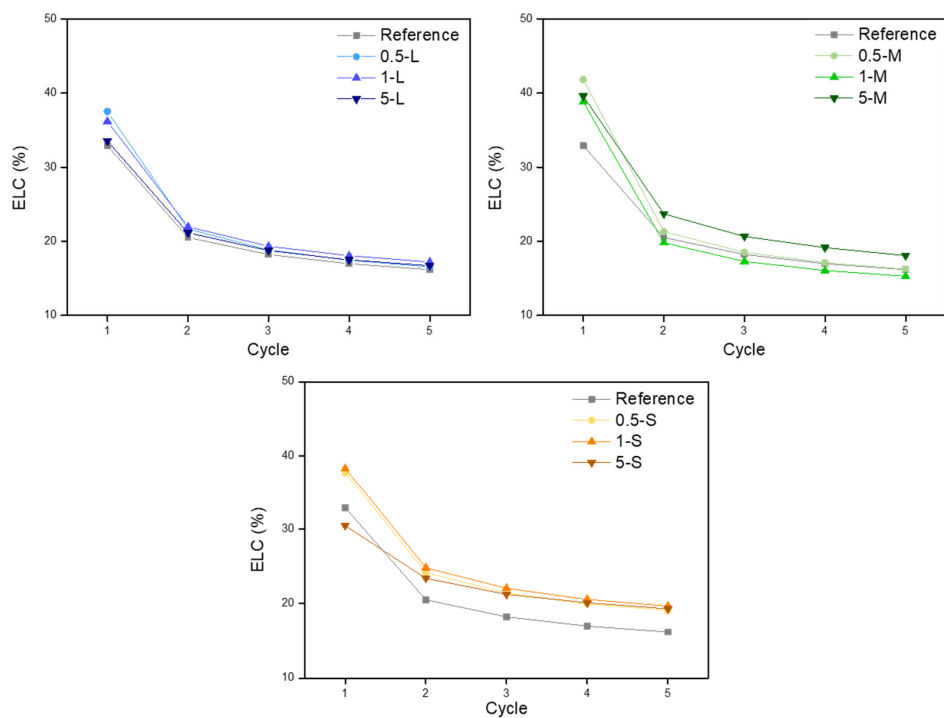 50
40
30
20
10
ELC (%)
Reference
0.5-L
1-L
5-L
1 2 3 4 5
Cycle
50
40
30
20
10
ELC (%)
Reference
0.5-M
1-M
5-M
1 2 3 4 5
Cycle
50
40
30
20
10
ELC (%)
Reference
0.5-S
1-S
5-S
1 2 3 4 5
Cycle